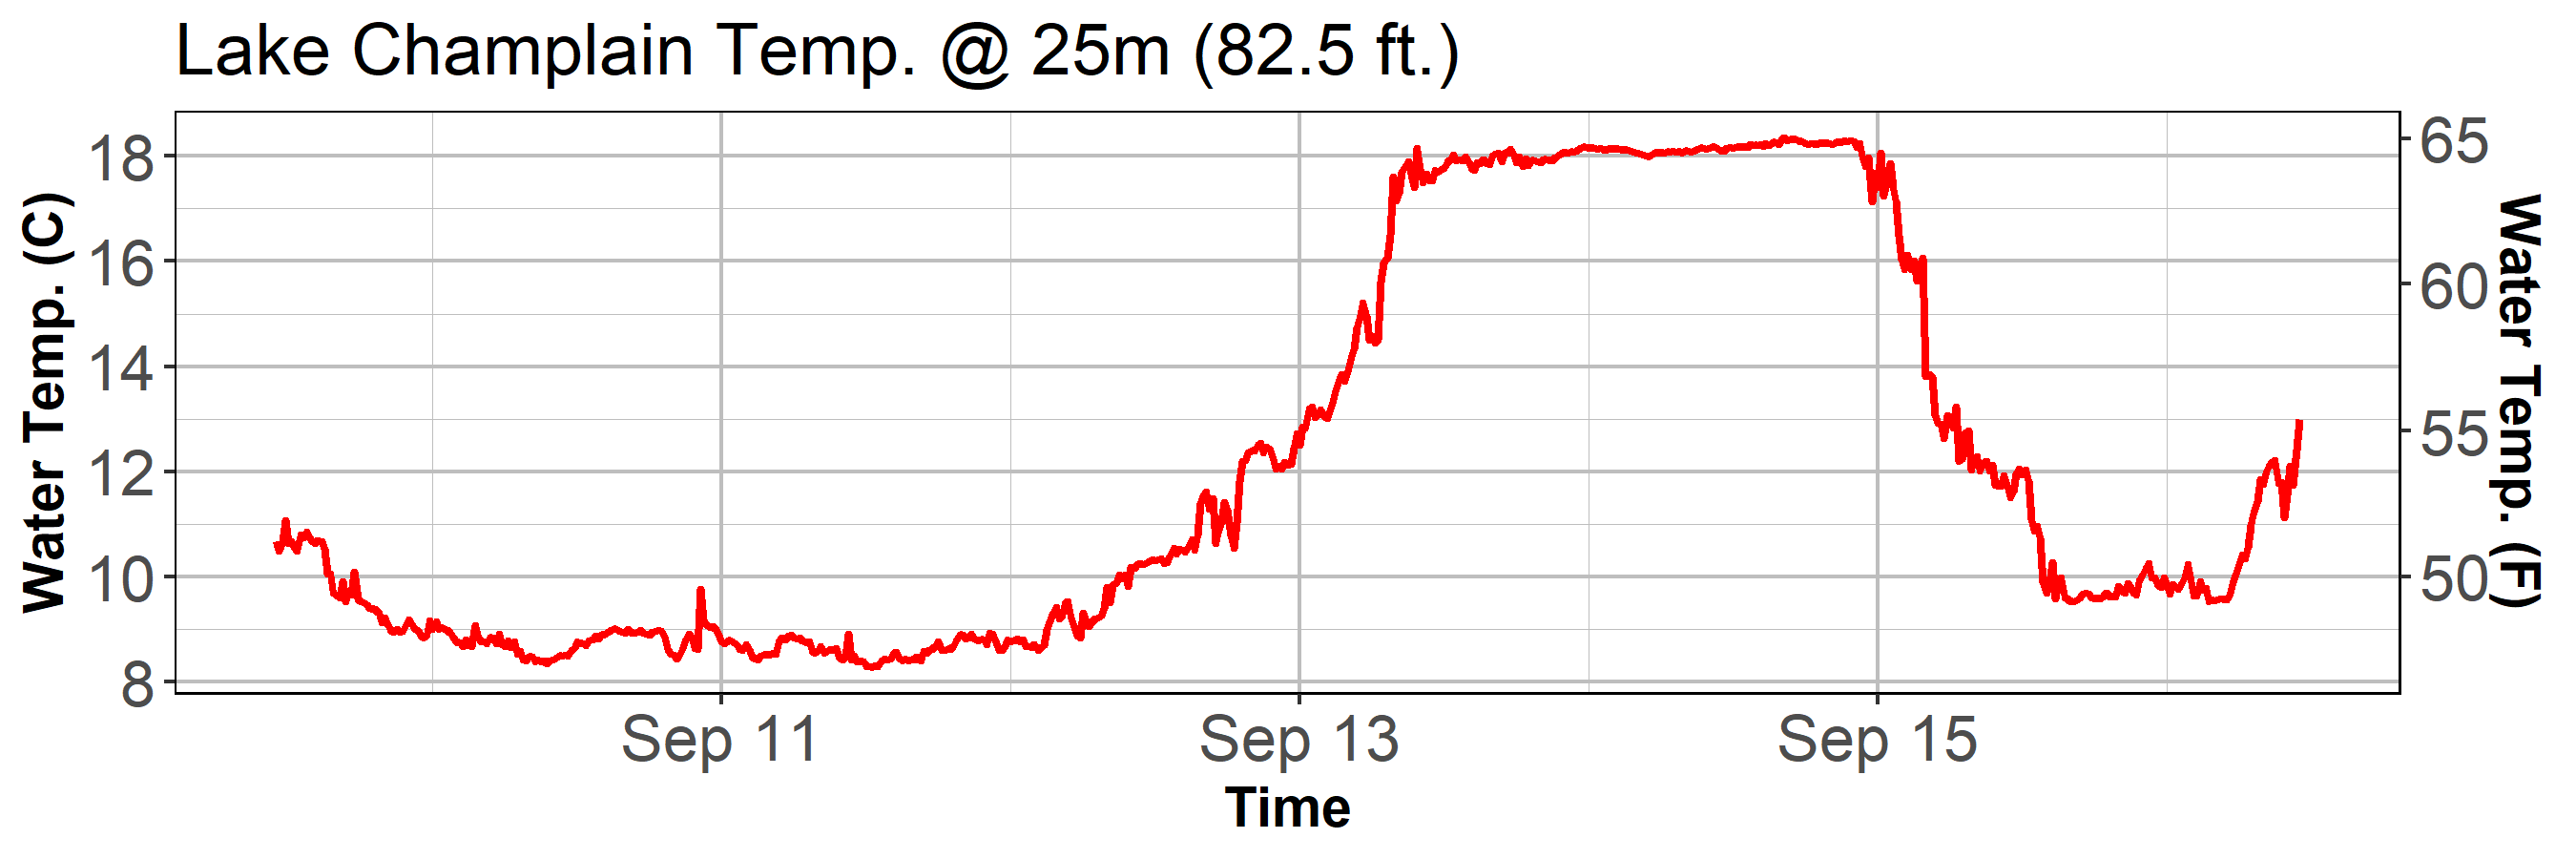 Lake Champlain Temp. @ 25m (82.5 ft.)
Water Temp. (C)
18
16
14
12
10
8
65
60
55
50
Water Temp. (F)
Sep 11
Sep 13
Sep 15
Time